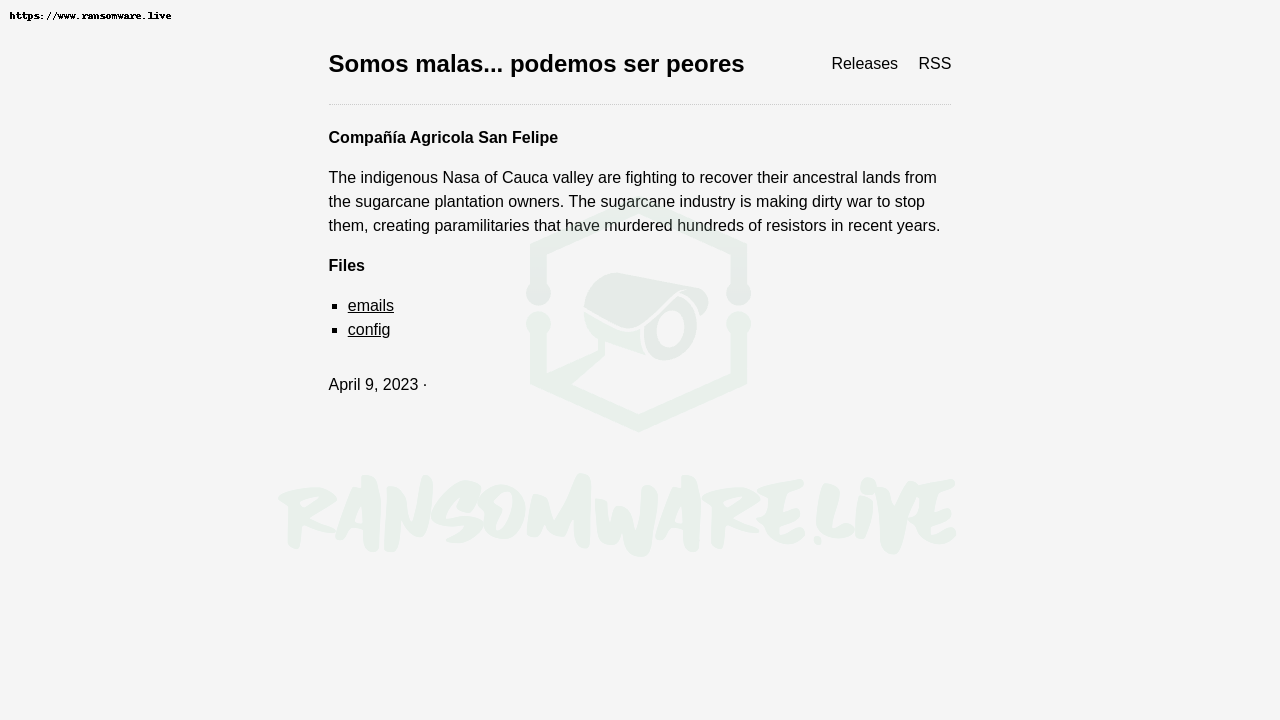 https://www.ransomware.live
Somos malas... podemos ser peores
Releases RSS
Compañía Agricola San Felipe
The indigenous Nasa of Cauca valley are fighting to recover their ancestral lands from
the sugarcane plantation owners. The sugarcane industry is making dirty war to stop
them, creating paramilitaries that have murdered hundreds of resistors in recent years.
Files
emails
config
April 9, 2023 ·
RANSOMWARE.LIVE